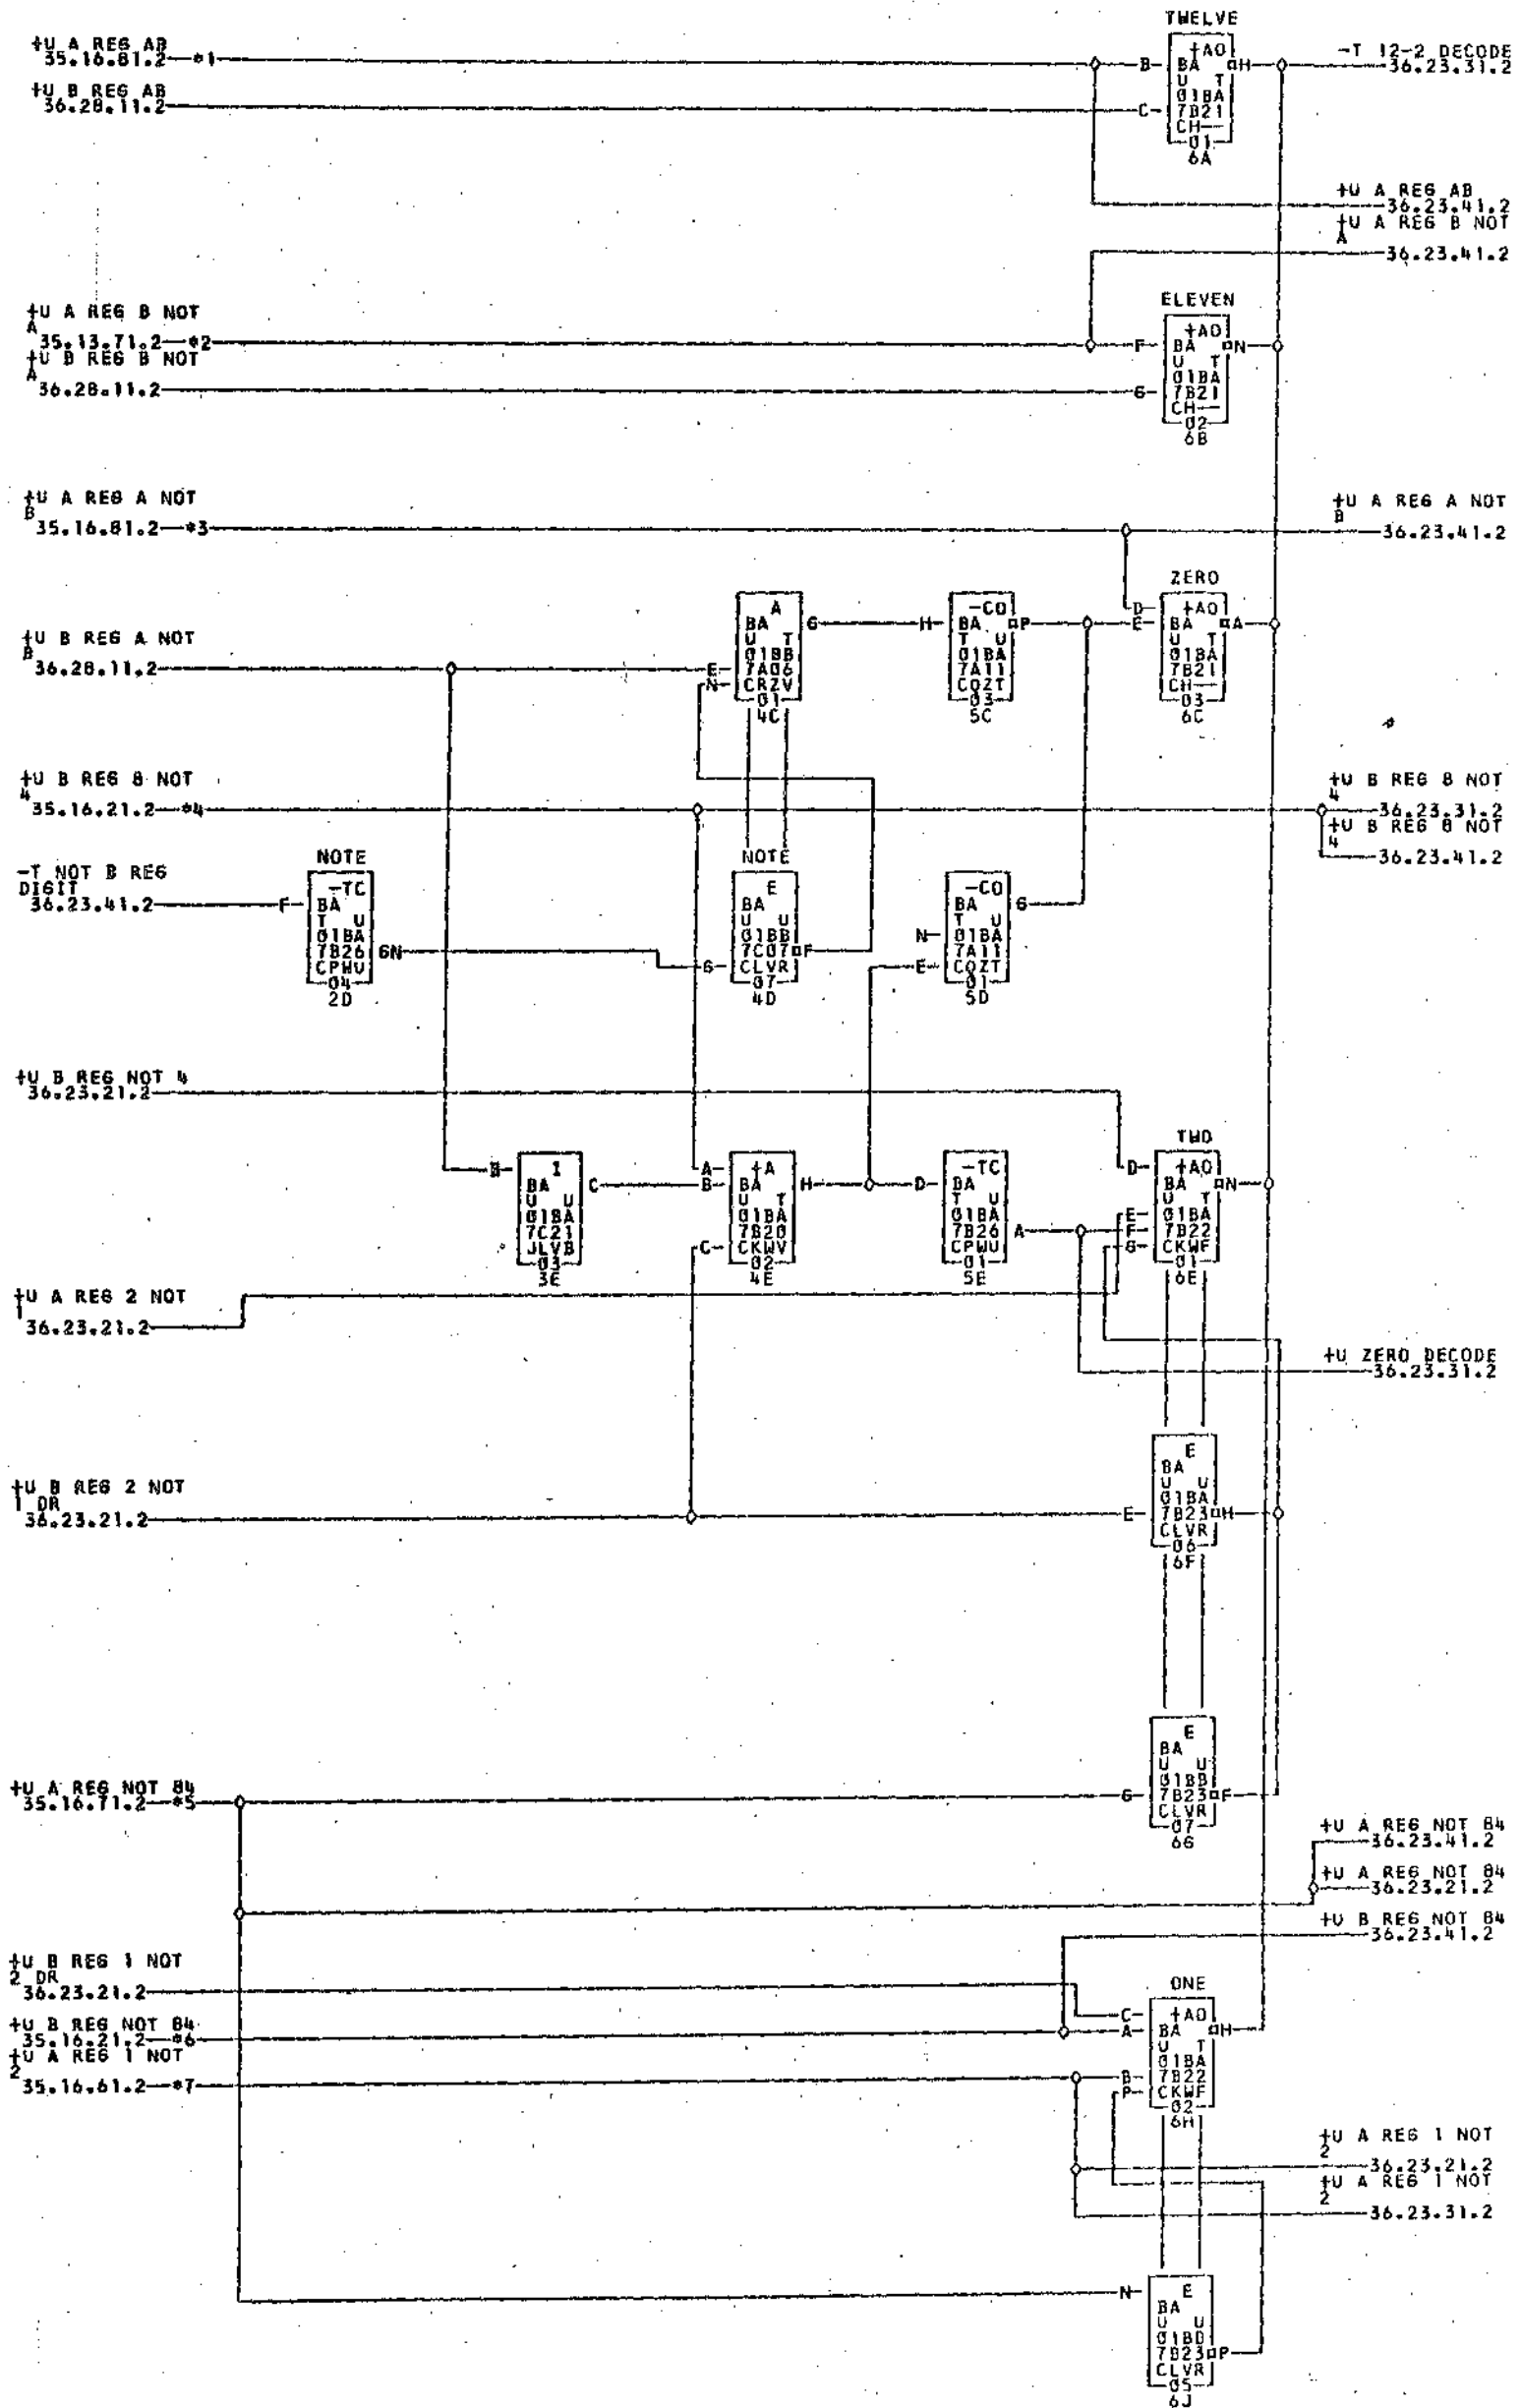 TWELVE
+U A REG AB
35.16.81.2—*1
B
+AO
BA H
U T
01BA
7B21
CH—
01
6A
-T 12-2 DECODE
36.23.31.2
+U B REG AB
36.28.11.2
C
+U A REG AB
36.23.41.2
+U A REG B NOT
A
36.23.41.2
ELEVEN
+U A REG B NOT
A
35.13.71.2—*2
F
+U B REG B NOT
A
36.28.11.2
G
+AO
BA N
U T
01BA
7B21
CH—
02
6B
+U A REG A NOT
B
35.16.81.2—*3
+U A REG A NOT
B
36.23.41.2
ZERO
D
E
+AO
BA A
U T
01BA
7B21
CH—
03
6C
+U B REG A NOT
B
36.28.11.2
E
N
A
BA G
U T
01BB
7A06
CRZV
01
4C
H
-CO
BA P
T U
01BA
7A11
CQZT
03
5C
+U B REG 8 NOT
4
35.16.21.2—*4
+U B REG 8 NOT
4
36.23.31.2
+U B REG 8 NOT
4
36.23.41.2
-T NOT B REG
DIGIT
36.23.41.2
F
NOTE
-TC
BA
T U
01BA
7B26 GN
CPWU
04
2D
NOTE
G
E
BA
U U
01BB
7C07 F
CLVR
07
4D
N
E
-CO
BA G
T U
01BA
7A11
CQZT
01
5D
+U B REG NOT 4
36.23.21.2
B
I
BA C
U U
01BA
7C21
JLVB
03
3E
A
B
C
+A
BA H
U T
01BA
7B20
CKWV
02
4E
D
-TC
BA
T U
01BA
7B26 A
CPWU
01
5E
TWO
D
E
F
G
+AO
BA N
U T
01BA
7B22
CKWF
01
6E
+U A REG 2 NOT
1
36.23.21.2
+U ZERO DECODE
36.23.31.2
+U B REG 2 NOT
1 DR
36.23.21.2
E
E
BA
U U
01BA
7B23 H
CLVR
06
6F
+U A REG NOT 84
35.16.71.2—*5
G
E
BA
U U
01BB
7B23 F
CLVR
07
6G
+U A REG NOT 84
36.23.41.2
+U A REG NOT 84
36.23.21.2
+U B REG NOT 84
36.23.41.2
+U B REG 1 NOT
2 DR
36.23.21.2
+U B REG NOT 84
35.16.21.2—*6
+U A REG 1 NOT
2
35.16.61.2—*7
ONE
C
A
B
P
+AO
BA H
U T
01BA
7B22
CKWF
02
6H
+U A REG 1 NOT
2
36.23.21.2
+U A REG 1 NOT
2
36.23.31.2
N
E
BA
U U
01BD
7B23 P
CLVR
05
6J